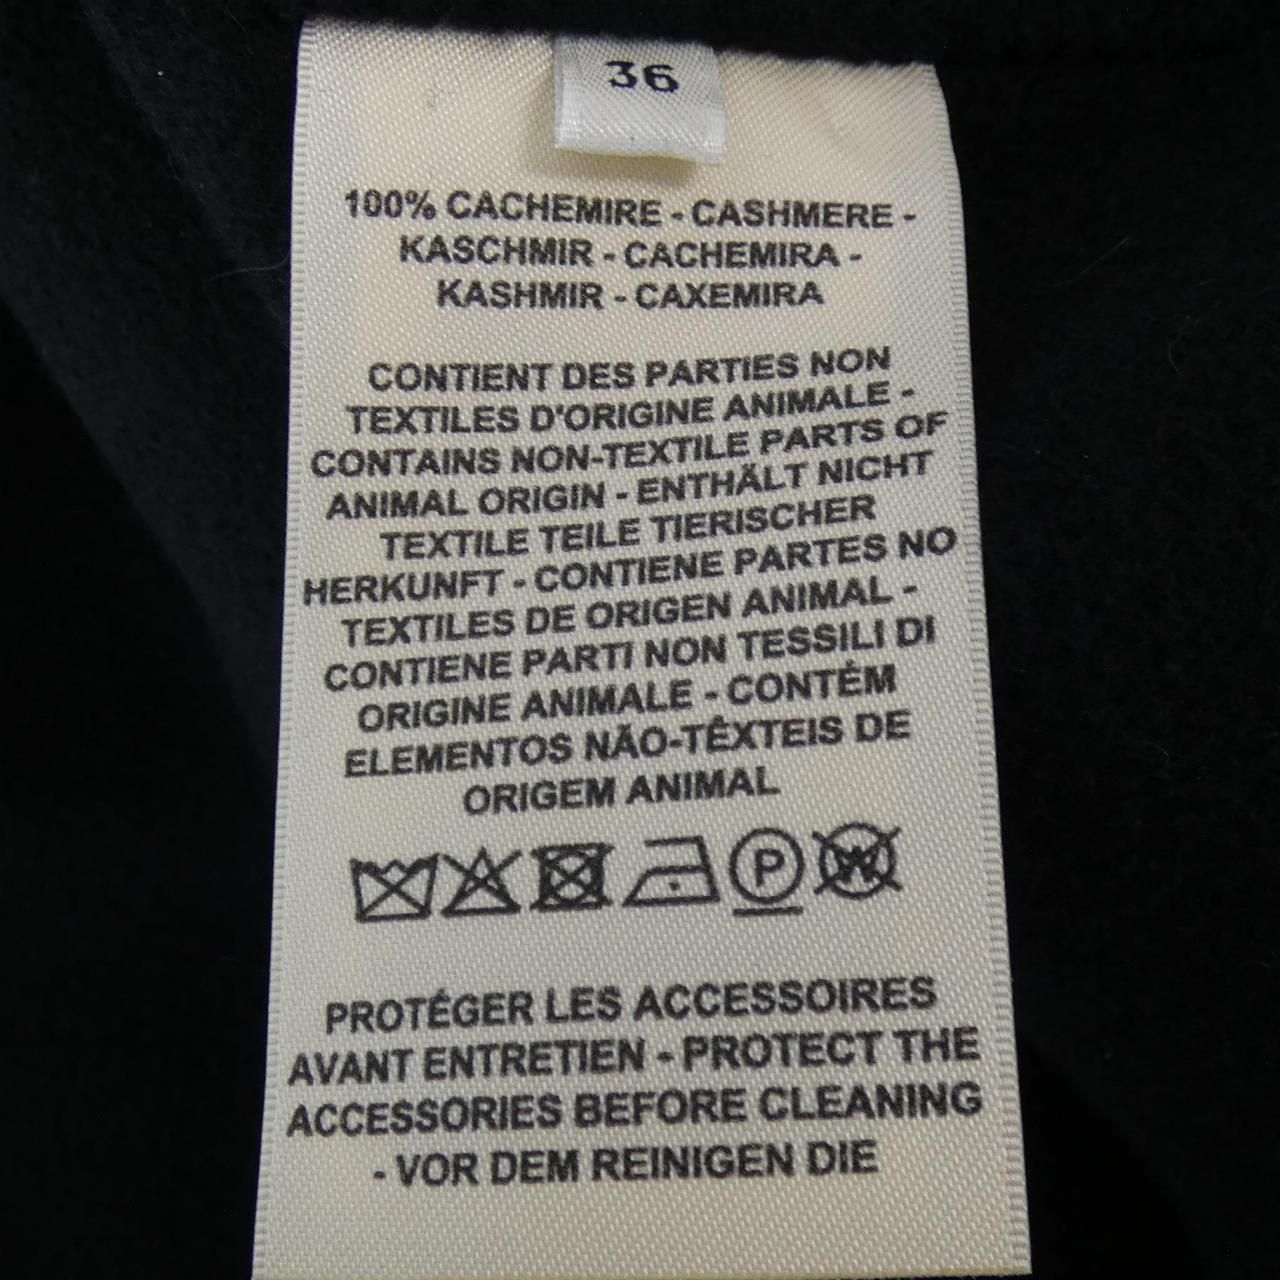 36
100% CACHEMIRE - CASHMERE -
KASCHMIR - CACHEMIRA -
KASHMIR - CAXEMIRA
CONTIENT DES PARTIES NON
TEXTILES D'ORIGINE ANIMALE -
CONTAINS NON-TEXTILE PARTS OF
ANIMAL ORIGIN - ENTHÄLT NICHT
TEXTILE TEILE TIERISCHER
HERKUNFT - CONTIENE PARTES NO
TEXTILES DE ORIGEN ANIMAL -
CONTIENE PARTI NON TESSILI DI
ORIGINE ANIMALE - CONTÉM
ELEMENTOS NÃO-TÊXTEIS DE
ORIGEM ANIMAL
P W
PROTÉGER LES ACCESSOIRES
AVANT ENTRETIEN - PROTECT THE
ACCESSORIES BEFORE CLEANING
- VOR DEM REINIGEN DIE